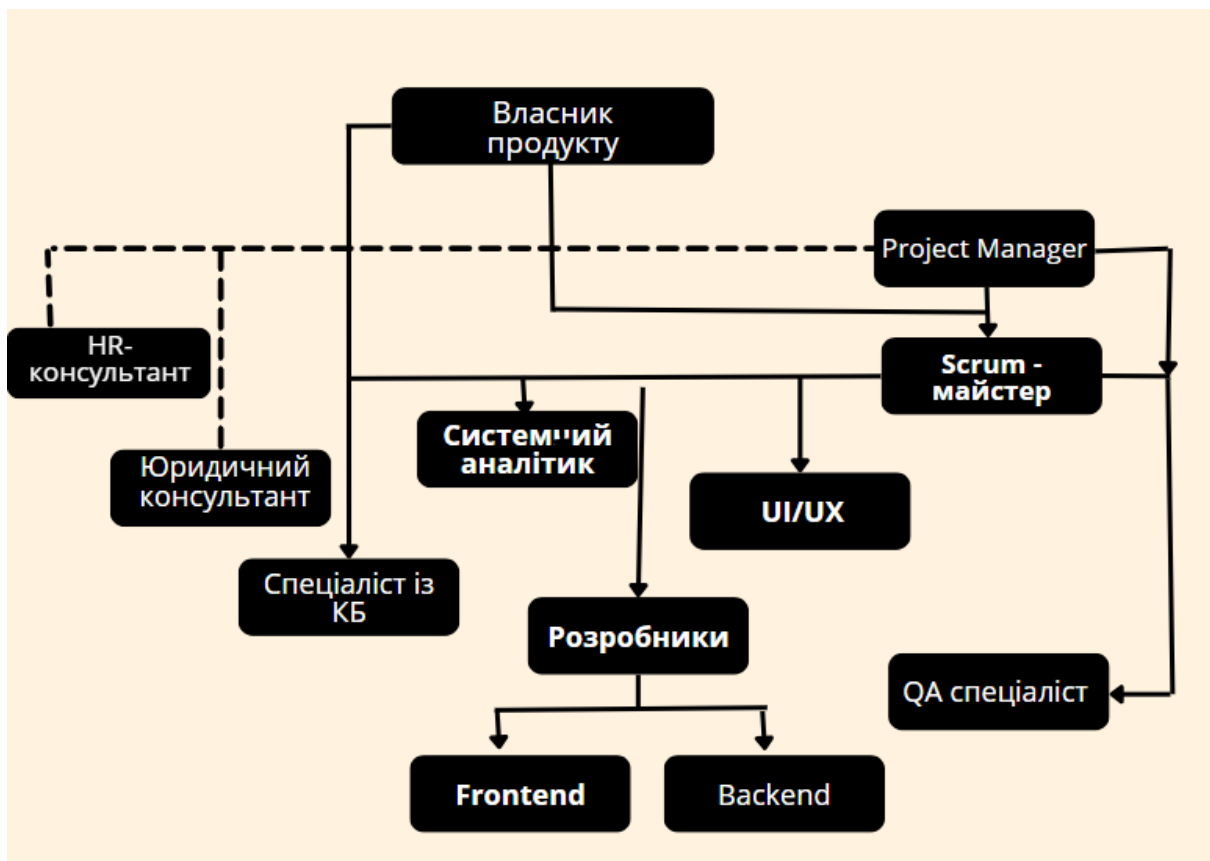 Власник
продукту
Project Manager
HR-
консультант
Scrum -
майстер
Системний
аналітик
Юридичний
консультант
UI/UX
Спеціаліст із
КБ
Розробники
QA спеціаліст
Frontend
Backend